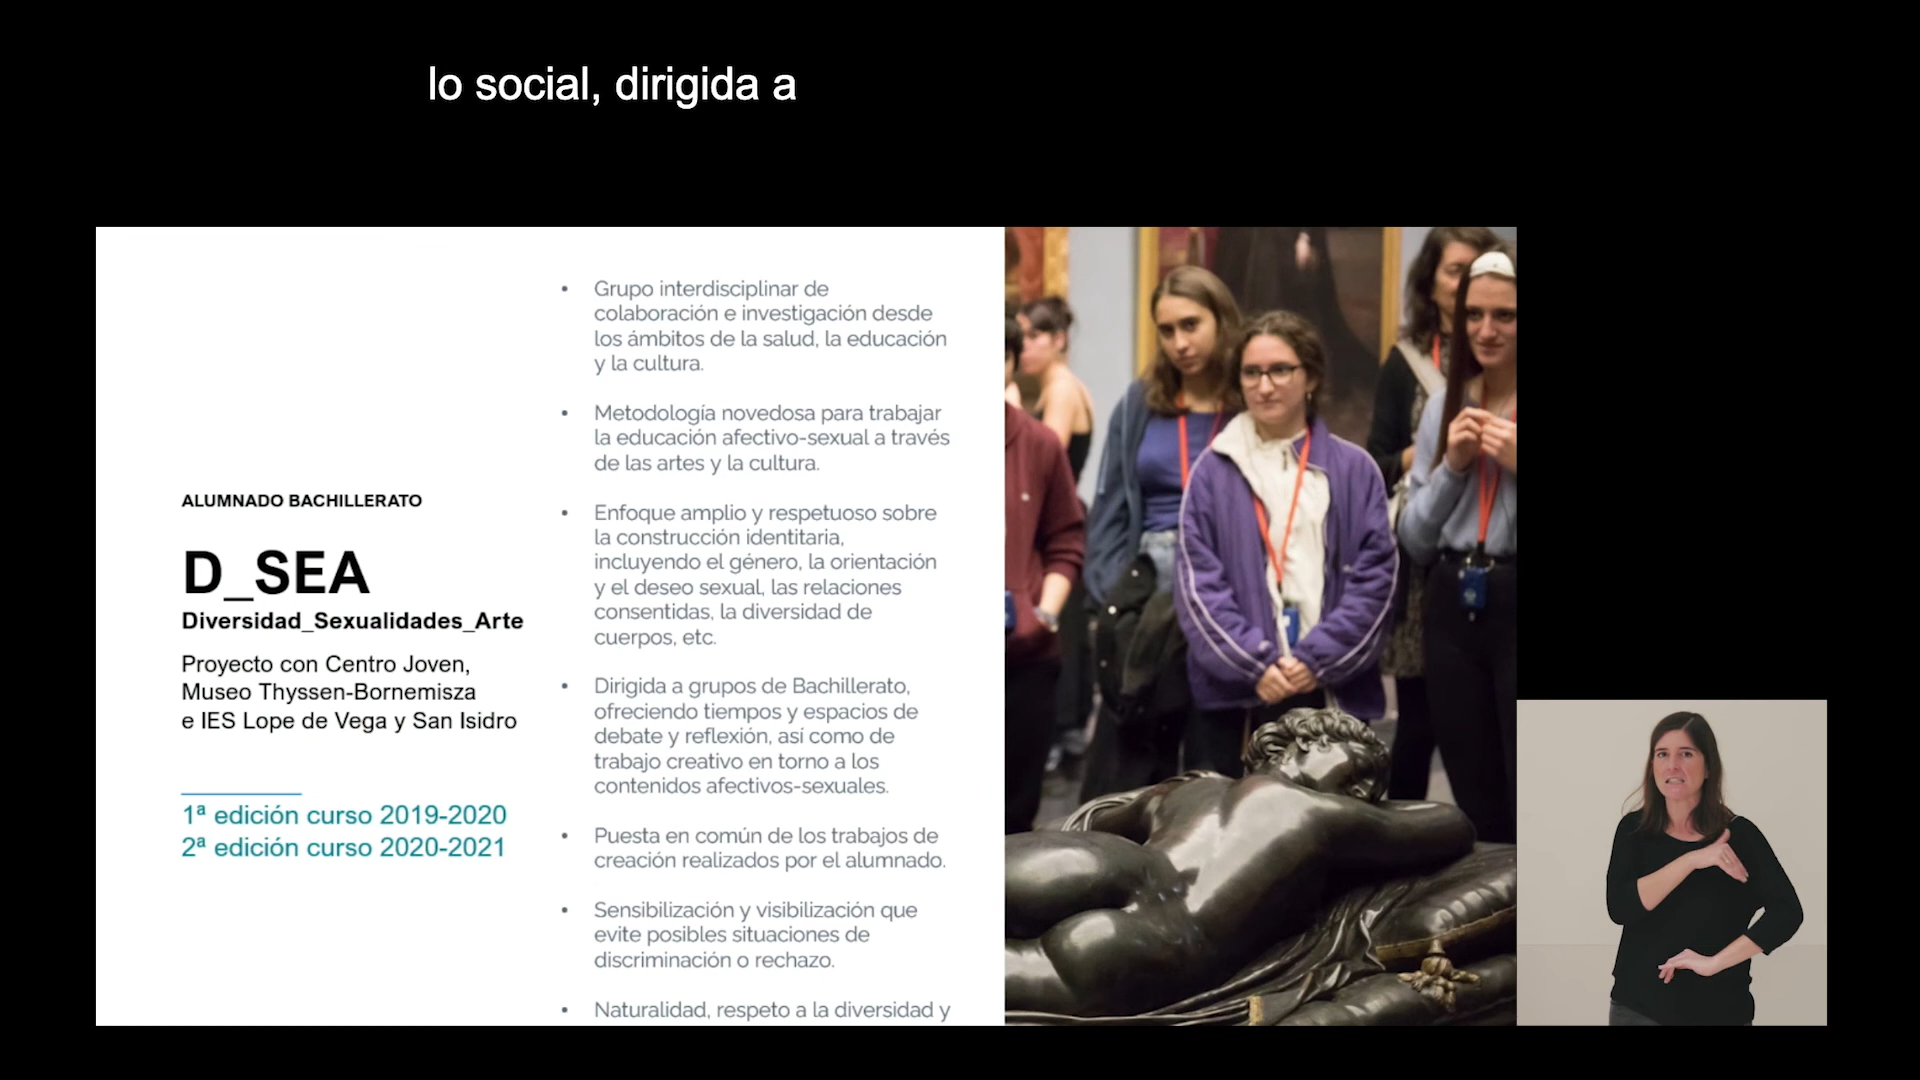 lo social, dirigida a
ALUMNADO BACHILLERATO
D_SEA
Diversidad_Sexualidades_Arte
Proyecto con Centro Joven,
Museo Thyssen-Bornemisza
e IES Lope de Vega y San Isidro
1ª edición curso 2019-2020
2ª edición curso 2020-2021
• Grupo interdisciplinar de
colaboración e investigación desde
los ámbitos de la salud, la educación
y la cultura.
• Metodología novedosa para trabajar
la educación afectivo-sexual a través
de las artes y la cultura.
• Enfoque amplio y respetuoso sobre
la construcción identitaria,
incluyendo el género, la orientación
y el deseo sexual, las relaciones
consentidas, la diversidad de
cuerpos, etc.
• Dirigida a grupos de Bachillerato,
ofreciendo tiempos y espacios de
debate y reflexión, así como de
trabajo creativo en torno a los
contenidos afectivos-sexuales.
• Puesta en común de los trabajos de
creación realizados por el alumnado.
• Sensibilización y visibilización que
evite posibles situaciones de
discriminación o rechazo.
• Naturalidad, respeto a la diversidad y